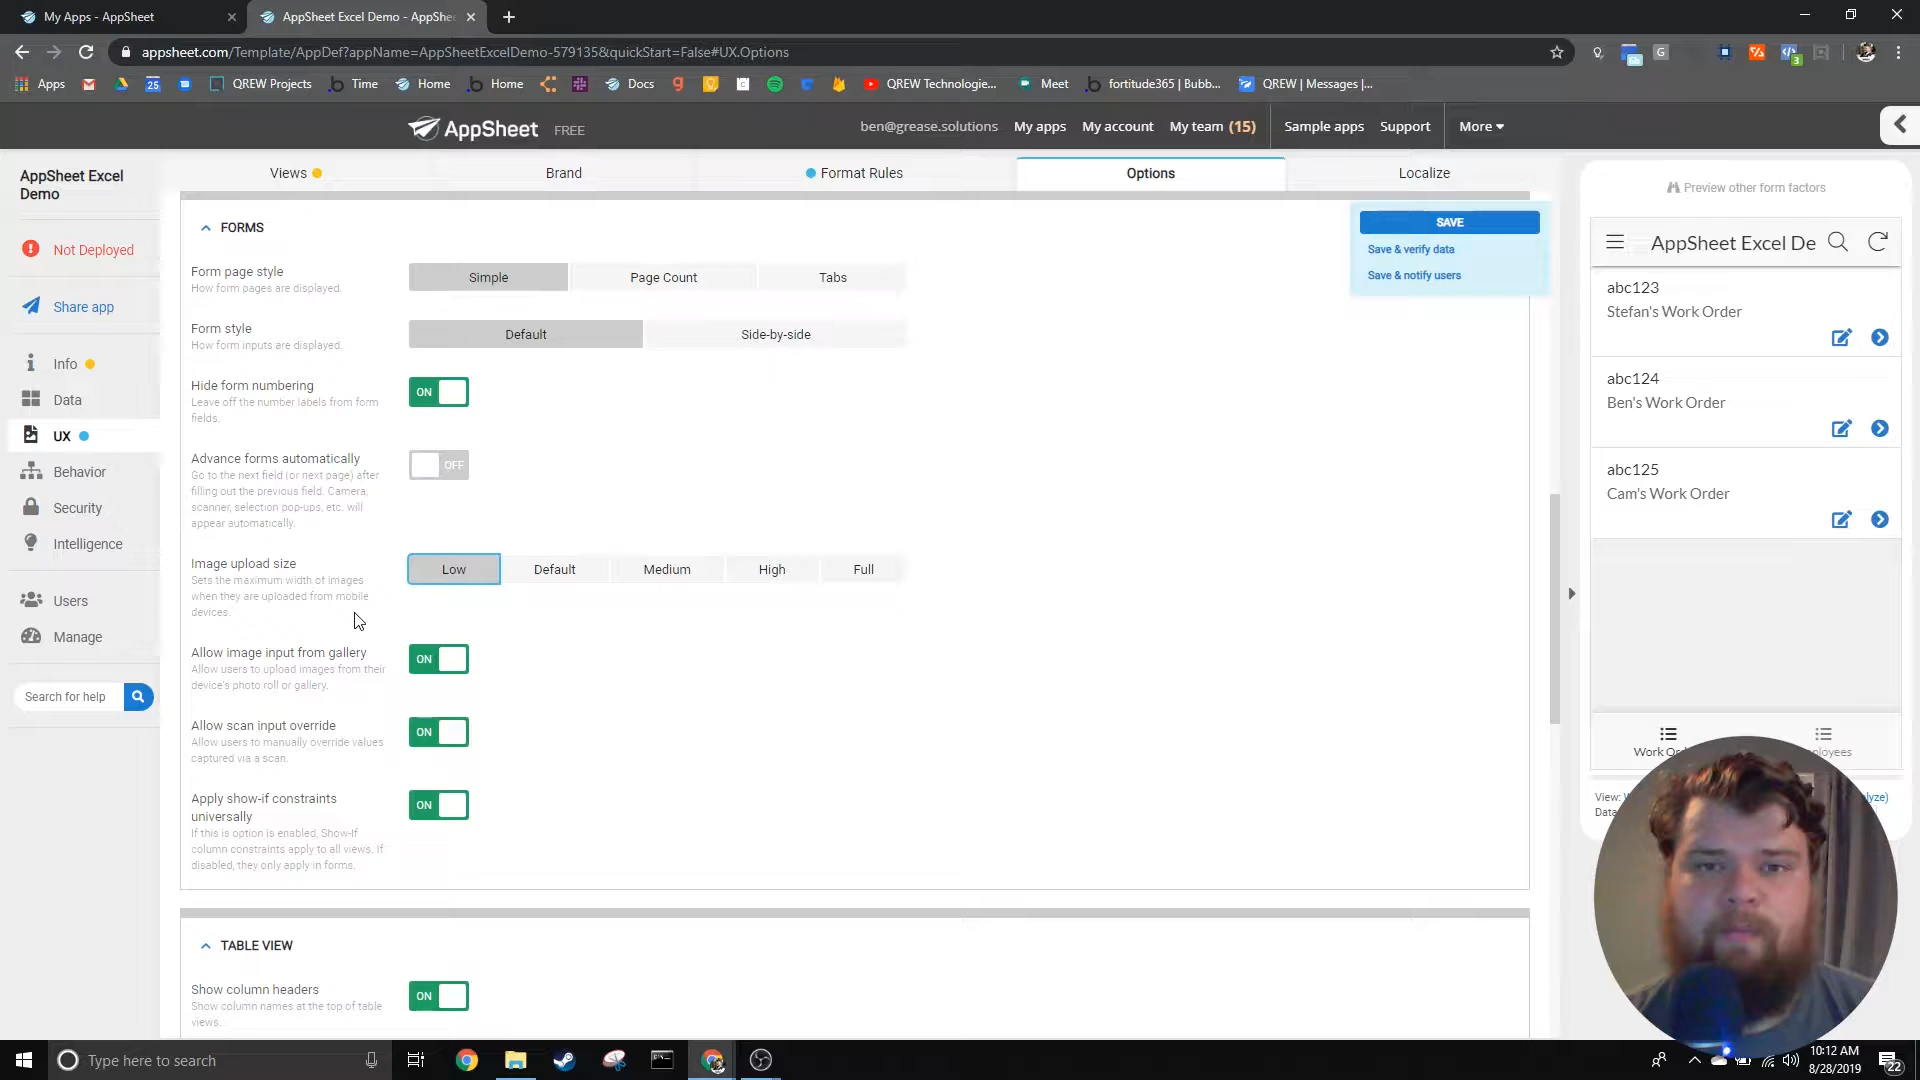 My Apps - AppSheet
AppSheet Excel Demo - AppShe
appsheet.com/Template/AppDef?appName=AppSheetExcelDemo-579135&quickStart=False#UX.Options
Apps
25
QREW Projects
Time
Home
Home
Docs
QREW Technologie...
Meet
fortitude365 | Bubb...
QREW | Messages |...
AppSheet FREE
ben@grease.solutions
My apps
My account
My team (15)
Sample apps
Support
More
AppSheet Excel
Demo
Not Deployed
Share app
Info
Data
UX
Behavior
Security
Intelligence
Users
Manage
Search for help
Views
Brand
Format Rules
Options
Localize
SAVE
Save & verify data
Save & notify users
FORMS
Form page style
How form pages are displayed.
Simple
Page Count
Tabs
Form style
How form inputs are displayed.
Default
Side-by-side
Hide form numbering
Leave off the number labels from form
fields.
ON
Advance forms automatically
Go to the next field (or next page) after
filling out the previous field. Camera,
scanner, selection pop-ups, etc. will
appear automatically.
OFF
Image upload size
Sets the maximum width of images
when they are uploaded from mobile
devices.
Low
Default
Medium
High
Full
Allow image input from gallery
Allow users to upload images from their
device's photo roll or gallery.
ON
Allow scan input override
Allow users to manually override values
captured via a scan.
ON
Apply show-if constraints
universally
If this is option is enabled, Show-If
column constraints apply to all views. If
disabled, they only apply in forms.
ON
TABLE VIEW
Show column headers
Show column names at the top of table
views.
ON
Preview other form factors
AppSheet Excel De
abc123
Stefan's Work Order
abc124
Ben's Work Order
abc125
Cam's Work Order
View:
Data
Type here to search
10:12 AM
8/28/2019
22